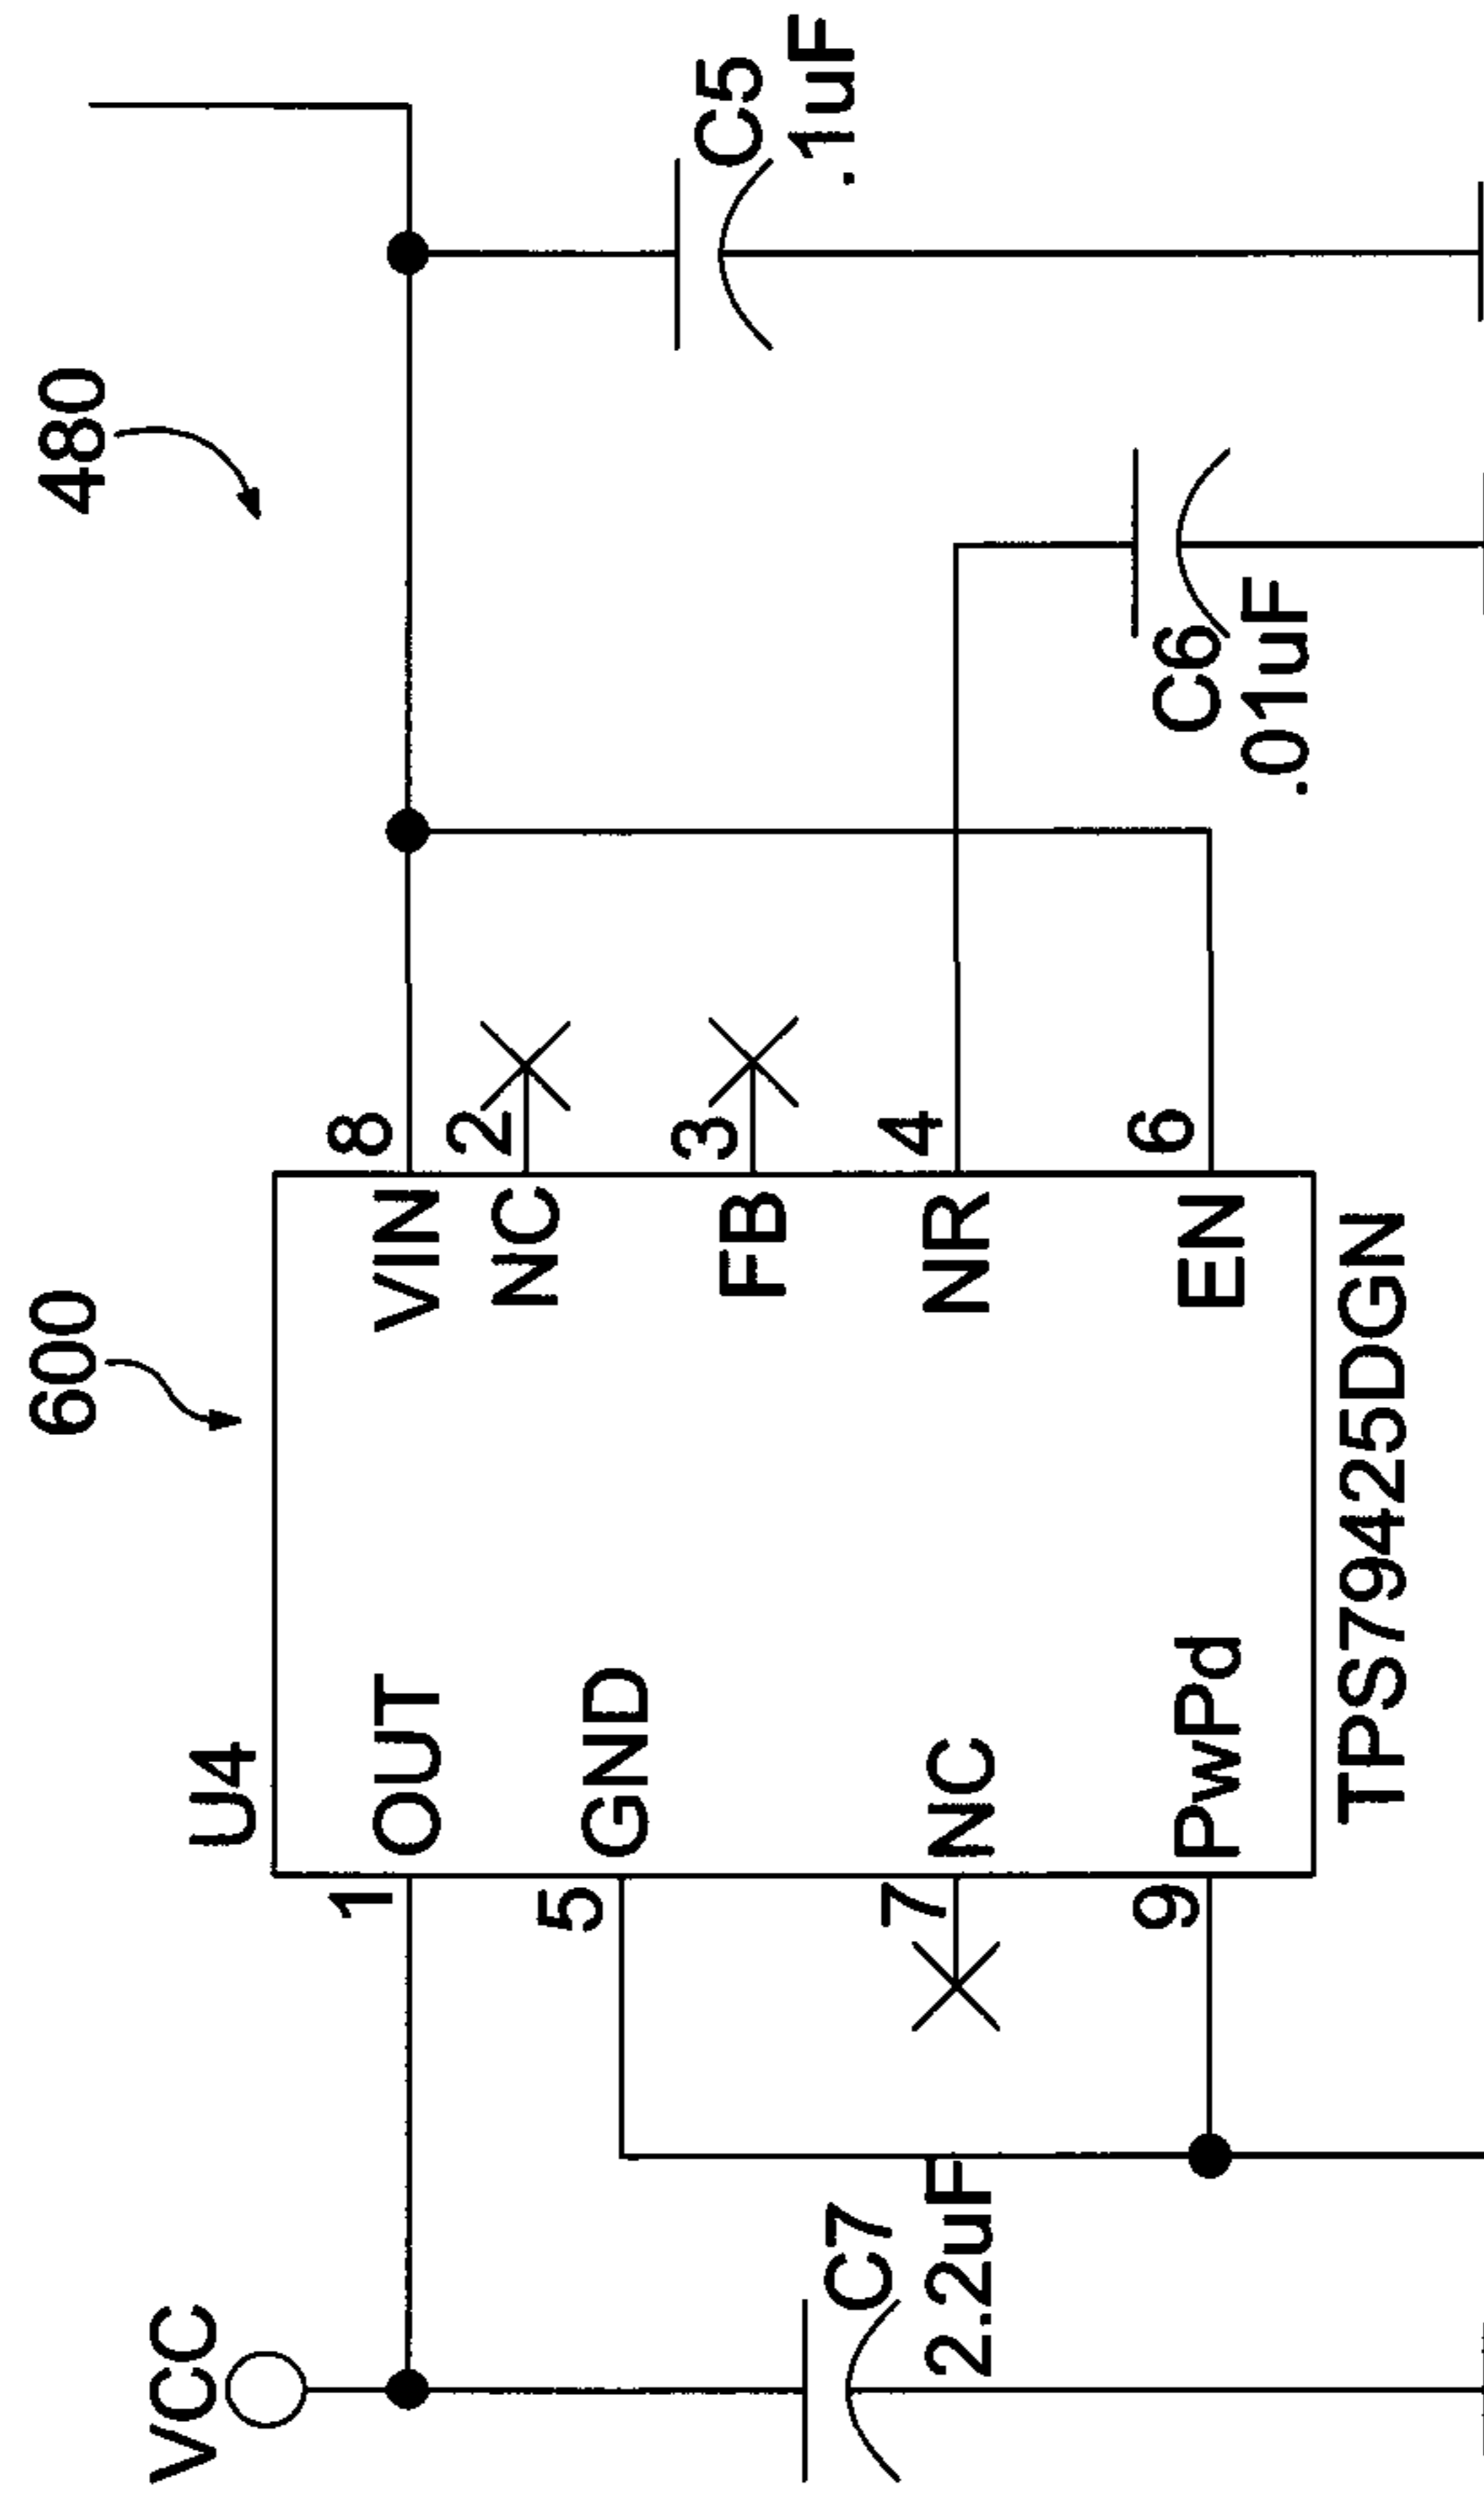 600
480
VCC
U4
1
OUT
VIN
8
5
GND
NC
2
FB
3
C5
.1uF
C7
2.2uF
7
NC
NR
4
9
PwPd
EN
6
C6
.01uF
TPS79425DGN